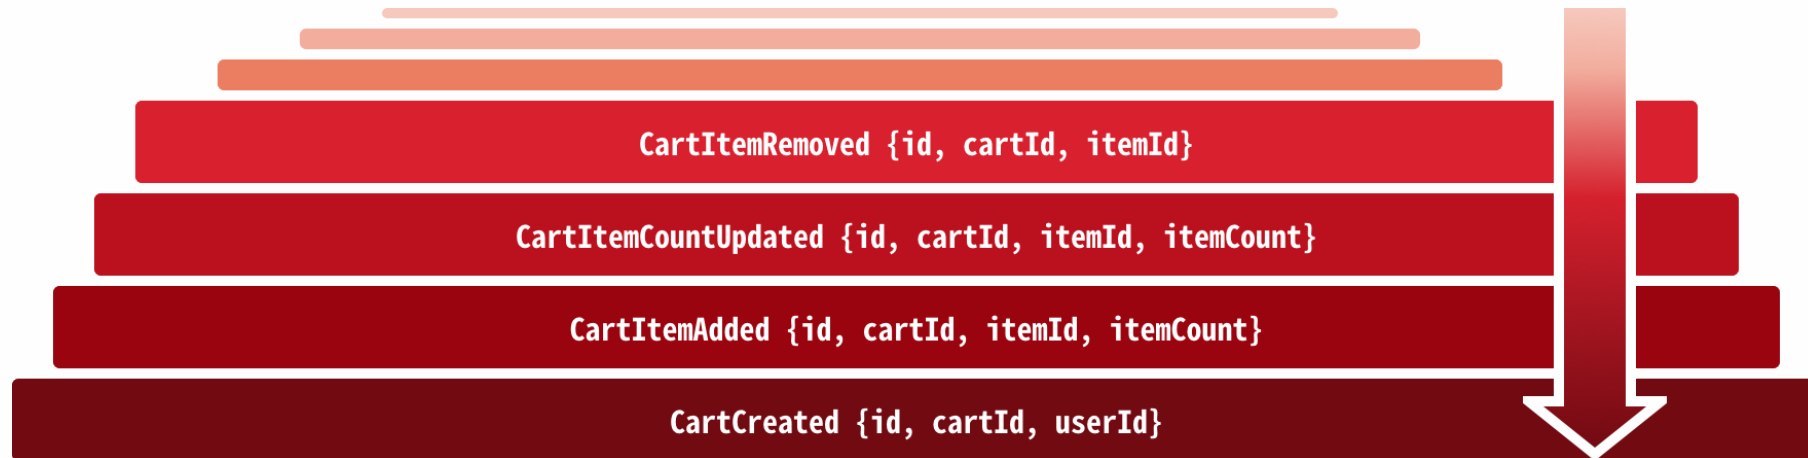 CartItemRemoved {id, cartId, itemId}
CartItemCountUpdated {id, cartId, itemId, itemCount}
CartItemAdded {id, cartId, itemId, itemCount}
CartCreated {id, cartId, userId}